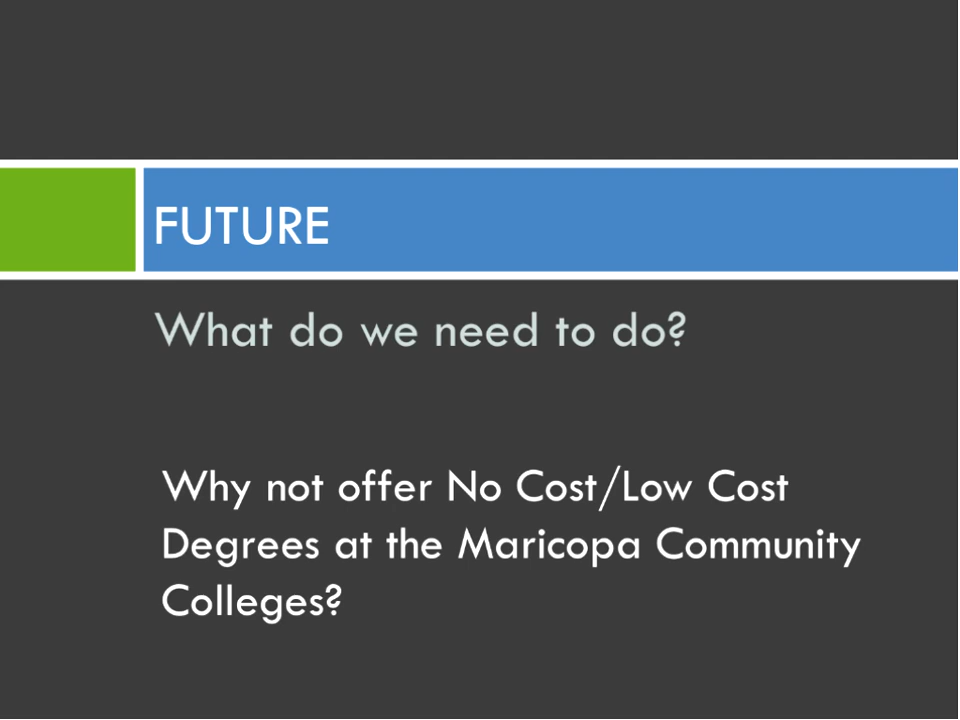 FUTURE
What do we need to do?
Why not offer No Cost/Low Cost
Degrees at the Maricopa Community
Colleges?